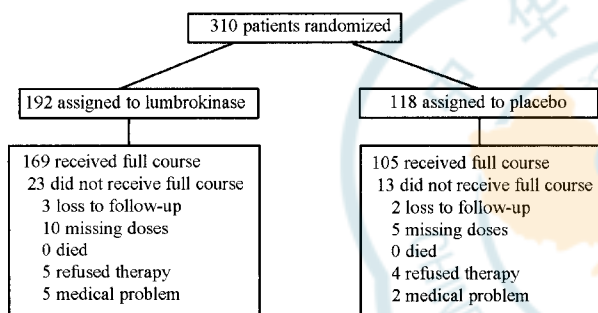 310 patients randomized
192 assigned to lumbrokinase
118 assigned to placebo
169 received full course
23 did not receive full course
3 loss to follow-up
10 missing doses
0 died
5 refused therapy
5 medical problem
105 received full course
13 did not receive full course
2 loss to follow-up
5 missing doses
0 died
4 refused therapy
2 medical problem